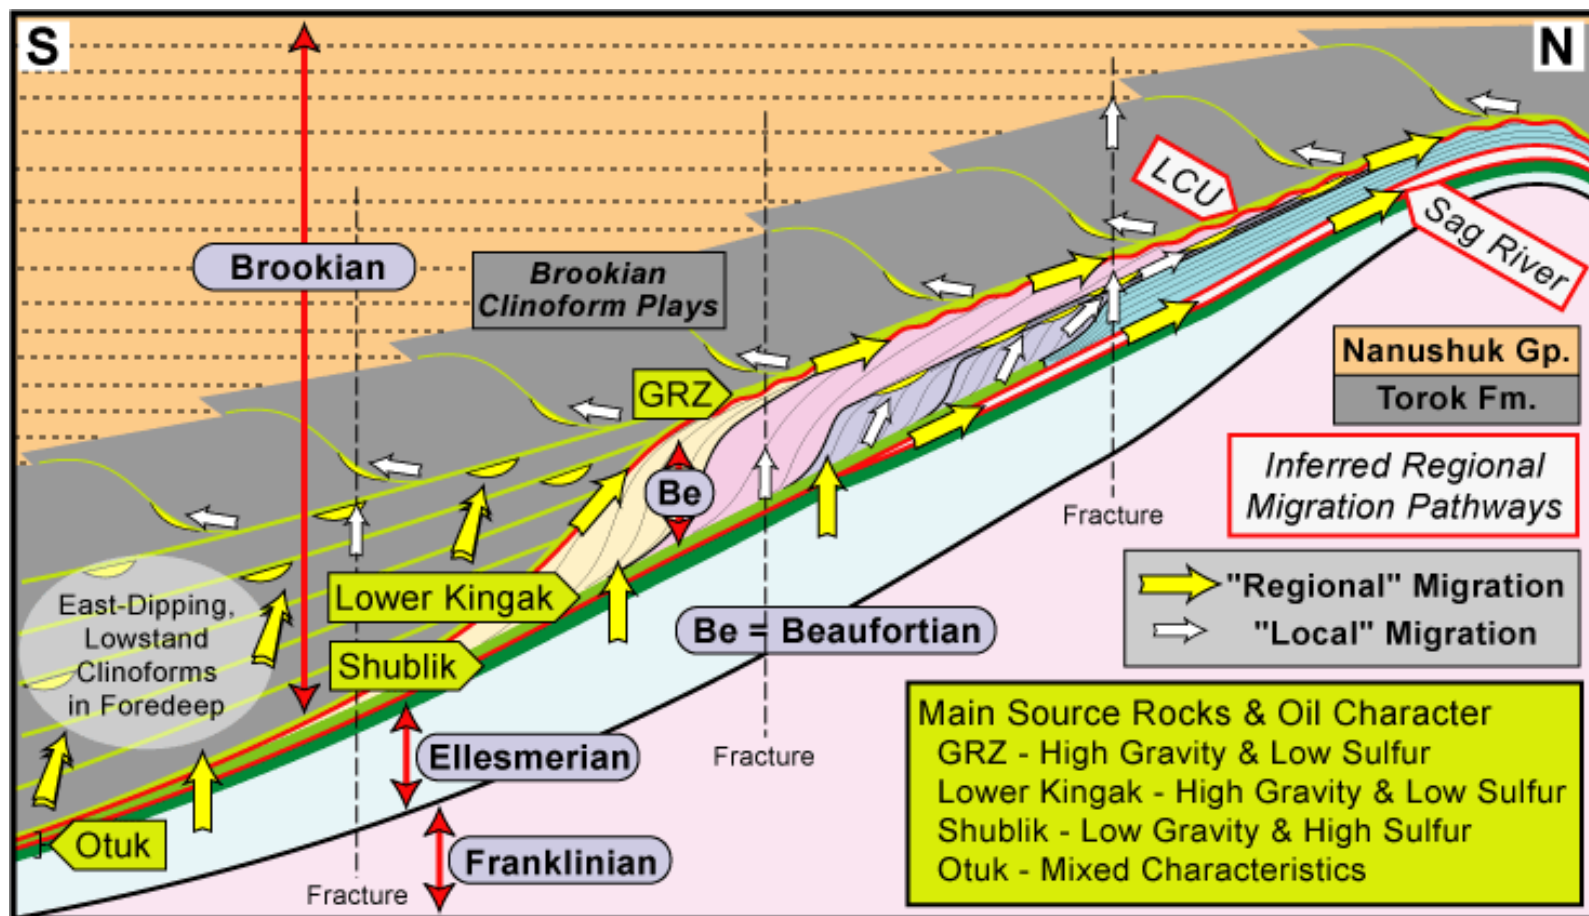 S
N
LCU
Sag River
Brookian
Brookian
Clinoform Plays
GRZ
Nanushuk Gp.
Torok Fm.
Be
Inferred Regional
Migration Pathways
Fracture
Lower Kingak
East-Dipping,
Lowstand
Clinoforms
in Foredeep
"Regional" Migration
"Local" Migration
Be = Beaufortian
Shublik
Ellesmerian
Fracture
Main Source Rocks & Oil Character
GRZ - High Gravity & Low Sulfur
Lower Kingak - High Gravity & Low Sulfur
Shublik - Low Gravity & High Sulfur
Otuk - Mixed Characteristics
Otuk
Franklinian
Fracture